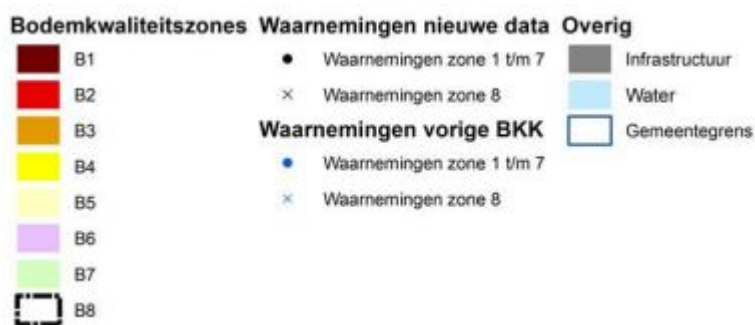 Bodemkwaliteitszones
B1
B2
B3
B4
B5
B6
B7
B8
Waarnemingen nieuwe data
Waarnemingen zone 1 t/m 7
Waarnemingen zone 8
Waarnemingen vorige BKK
Waarnemingen zone 1 t/m 7
Waarnemingen zone 8
Overig
Infrastructuur
Water
Gemeentegrens